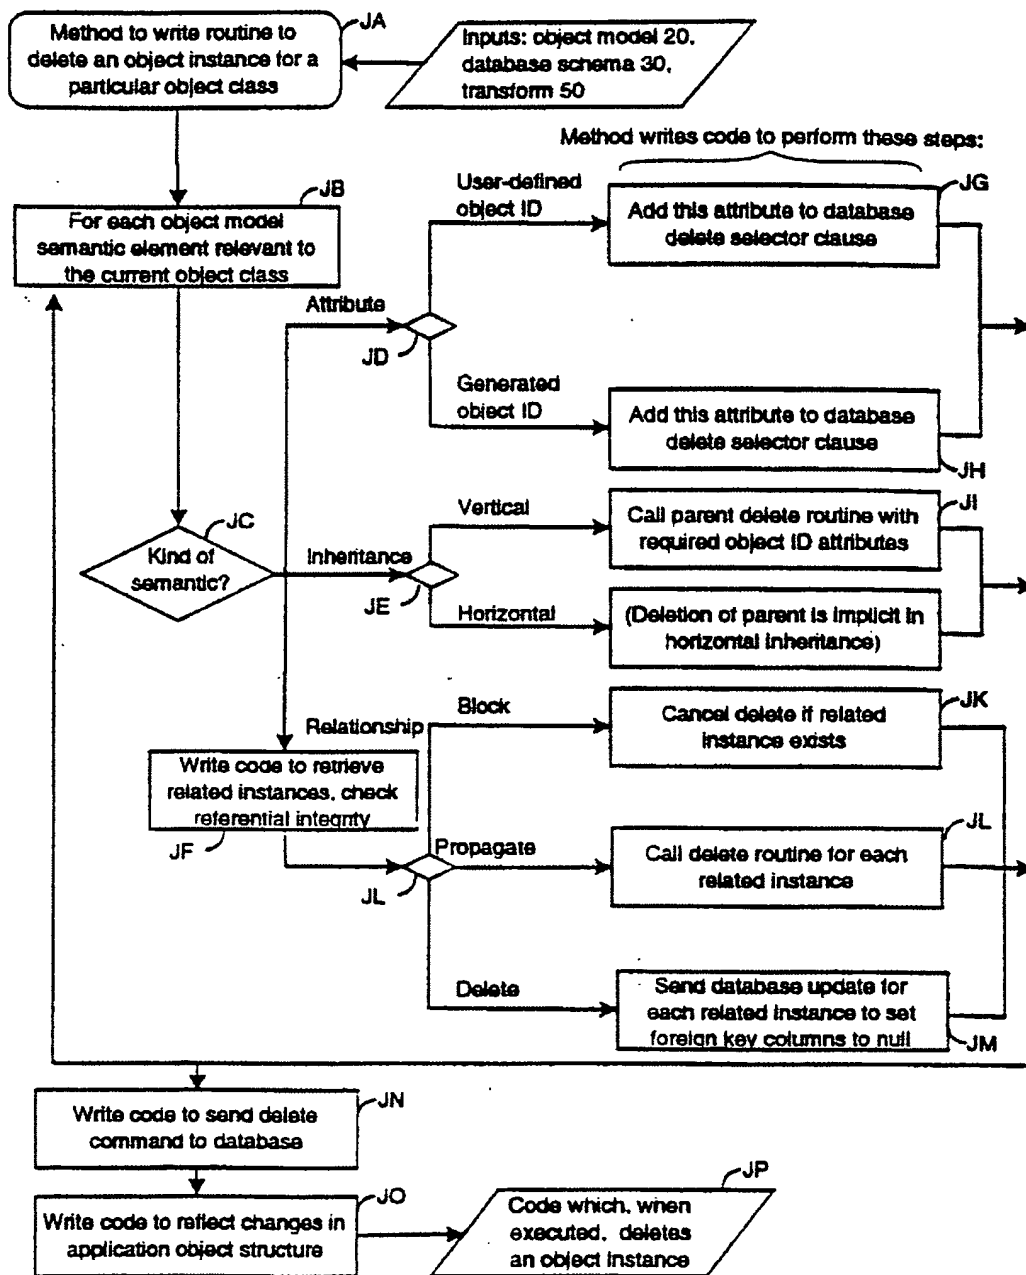 Method to write routine to
delete an object instance for a
particular object class
JA
Inputs: object model 20,
database schema 30,
transform 50
Method writes code to perform these steps:
JB
For each object model
semantic element relevant to
the current object class
User-defined
object ID
JG
Add this attribute to database
delete selector clause
Attribute
JD
Generated
object ID
Add this attribute to database
delete selector clause
JH
JC
Kind of
semantic?
Inheritance
JE
Vertical
JI
Call parent delete routine with
required object ID attributes
Horizontal
(Deletion of parent is implicit in
horizontal inheritance)
Relationship
Block
JK
Cancel delete if related
instance exists
Write code to retrieve
related instances, check
referential integrity
JF
JL
Propagate
JL
Call delete routine for each
related instance
Delete
Send database update for
each related instance to set
foreign key columns to null
JM
JN
Write code to send delete
command to database
JO
Write code to reflect changes in
application object structure
JP
Code which, when
executed, deletes
an object instance